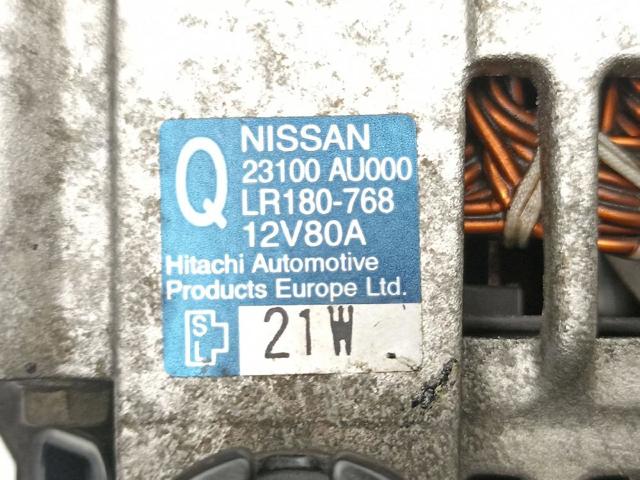 Q
NISSAN
23100 AU000
LR180-768
12V80A
Hitachi Automotive
Products Europe Ltd.
S
L
21W